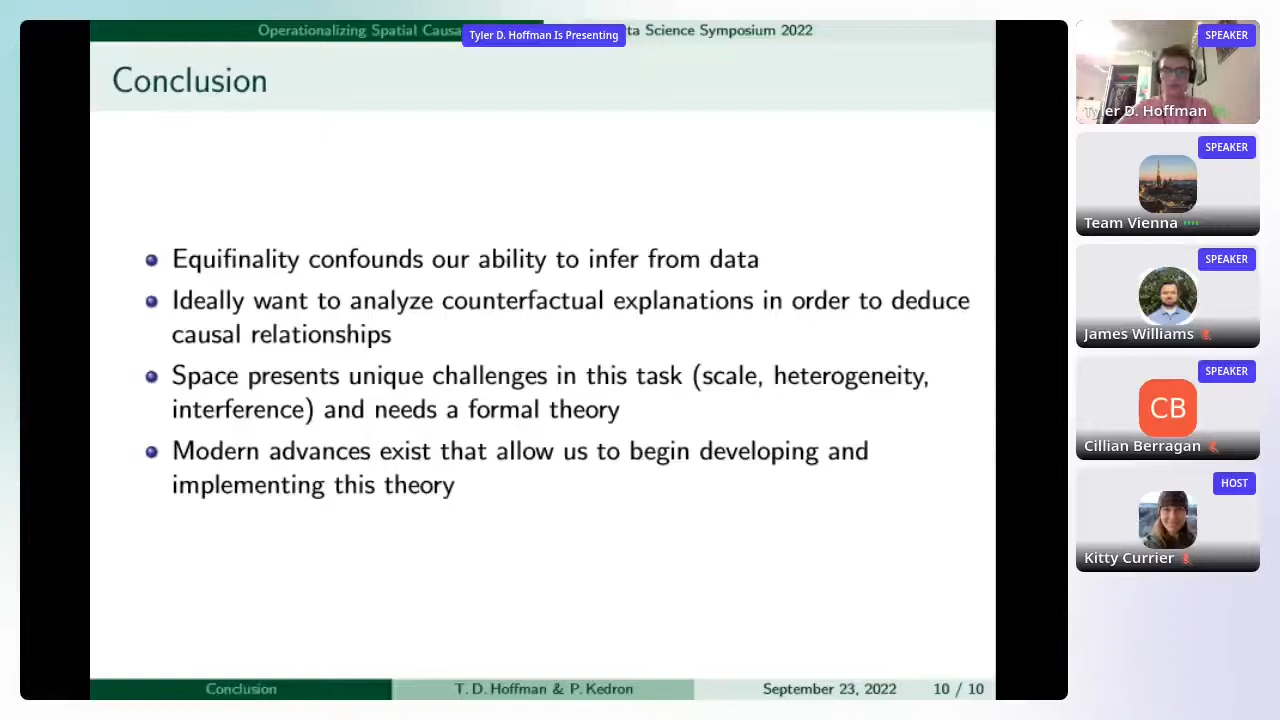 Operationalizing Spatial Causa
ta Science Symposium 2022
Tyler D. Hoffman Is Presenting
Conclusion
Equifinality confounds our ability to infer from data
Ideally want to analyze counterfactual explanations in order to deduce
causal relationships
Space presents unique challenges in this task (scale, heterogeneity,
interference) and needs a formal theory
Modern advances exist that allow us to begin developing and
implementing this theory
Conclusion
T. D. Hoffman & P. Kedron
September 23, 2022
10 / 10
SPEAKER
Tyler D. Hoffman
SPEAKER
Team Vienna
SPEAKER
James Williams
SPEAKER
CB
Cillian Berragan
HOST
Kitty Currier